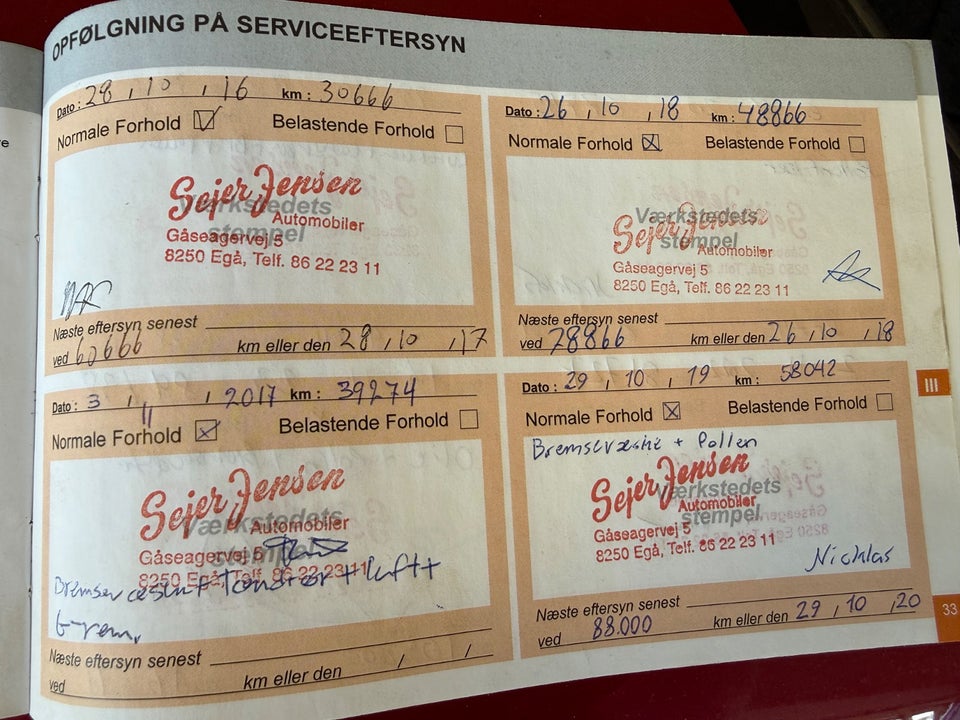 OPFØLGNING PÅ SERVICEEFTERSYN
Dato : 28 , 10 , 16 km : 30666
Normale Forhold Belastende Forhold
Værkstedets stempel
Sejer Jensen
Automobiler
Gåseagervej 5
8250 Egå, Telf. 86 22 23 11
Næste eftersyn senest
ved 60666 km eller den 28 , 10 , 17
Dato : 26 , 10 , 18 km : 48866
Normale Forhold Belastende Forhold
Værkstedets stempel
Sejer Jensen
Automobiler
Gåseagervej 5
8250 Egå, Telf. 86 22 23 11
Næste eftersyn senest
ved 78866 km eller den 26 , 10 , 18
Dato : 3 , 11 , 2017 km : 39274
Normale Forhold Belastende Forhold
Værkstedets stempel
Sejer Jensen
Automobiler
Gåseagervej 5
8250 Egå, Telf. 86 22 23 11
+ Tændrør + luft +
Næste eftersyn senest
ved km eller den / /
Dato : 29 , 10 , 19 km : 58042
Normale Forhold Belastende Forhold
Bremsevæske + Pollen
Værkstedets stempel
Sejer Jensen
Automobiler
Gåseagervej 5
8250 Egå, Telf. 86 22 23 11
Nicklas
Næste eftersyn senest
ved 88.000 km eller den 29 , 10 , 20
III
33